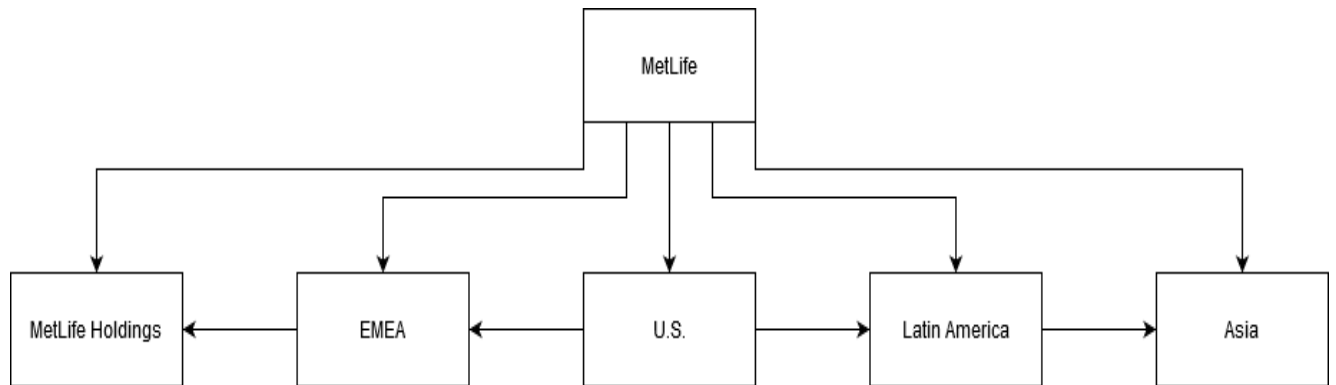 MetLife
MetLife Holdings
EMEA
U.S.
Latin America
Asia